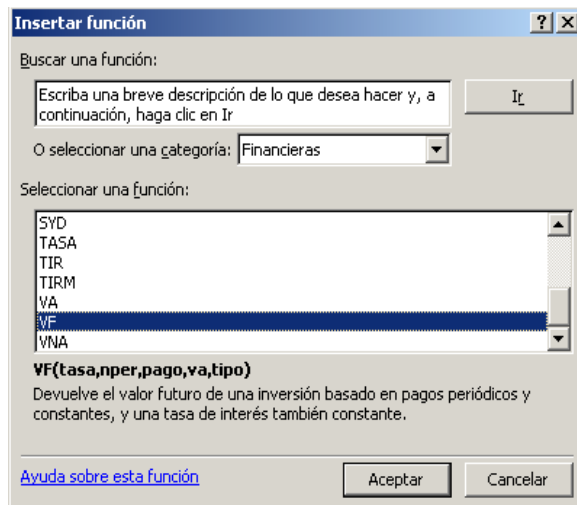 Insertar función
Buscar una función:
Escriba una breve descripción de lo que desea hacer y, a
continuación, haga clic en Ir
Ir
O seleccionar una categoría: Financieras
Seleccionar una función:
SYD
TASA
TIR
TIRM
VA
VF
VNA
VF(tasa,nper,pago,va,tipo)
Devuelve el valor futuro de una inversión basado en pagos periódicos y
constantes, y una tasa de interés también constante.
Ayuda sobre esta función
Aceptar
Cancelar